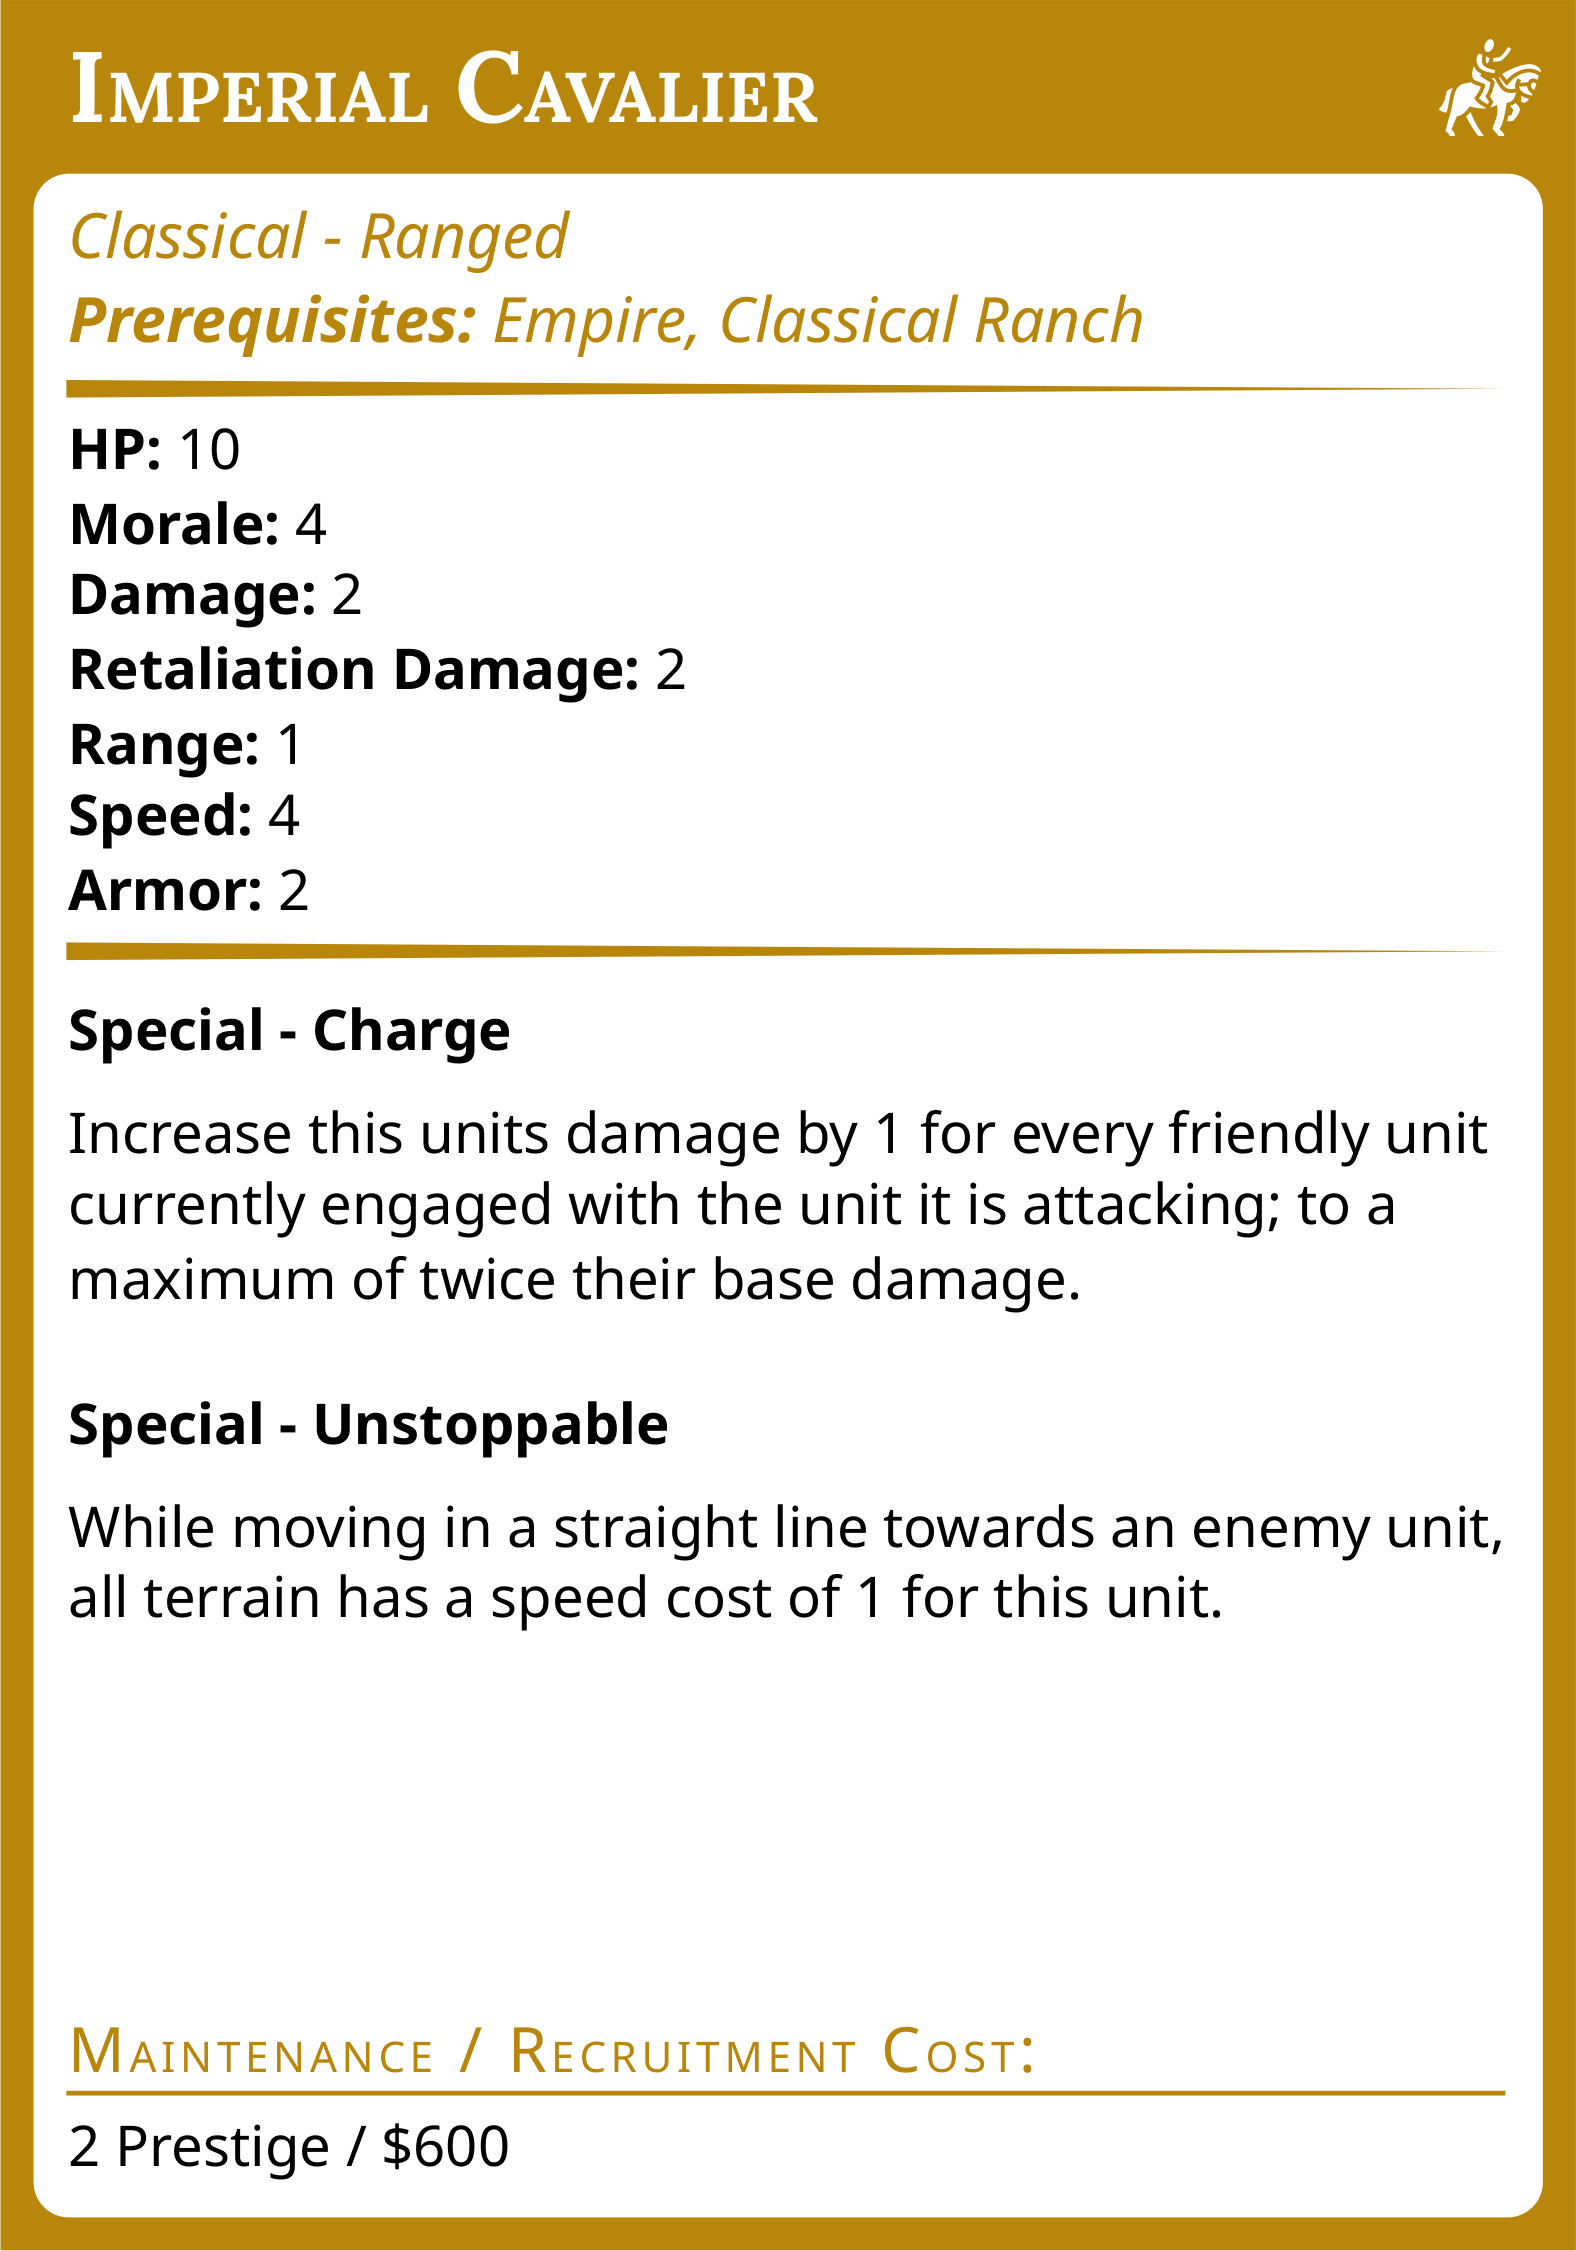 Imperial Cavalier
Classical - Ranged
Prerequisites: Empire, Classical Ranch
HP: 10
Morale: 4
Damage: 2
Retaliation Damage: 2
Range: 1
Speed: 4
Armor: 2
Special - Charge
Increase this units damage by 1 for every friendly unit
currently engaged with the unit it is attacking; to a
maximum of twice their base damage.
Special - Unstoppable
While moving in a straight line towards an enemy unit,
all terrain has a speed cost of 1 for this unit.
Maintenance / Recruitment Cost:
2 Prestige / $600